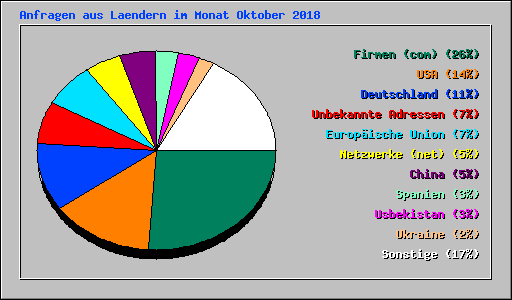 Anfragen aus Laendern im Monat Oktober 2018
Firmen (com) (26%)
USA (14%)
Deutschland (11%)
Unbekannte Adressen (7%)
Europäische Union (7%)
Netzwerke (net) (5%)
China (5%)
Spanien (3%)
Usbekistan (3%)
Ukraine (2%)
Sonstige (17%)